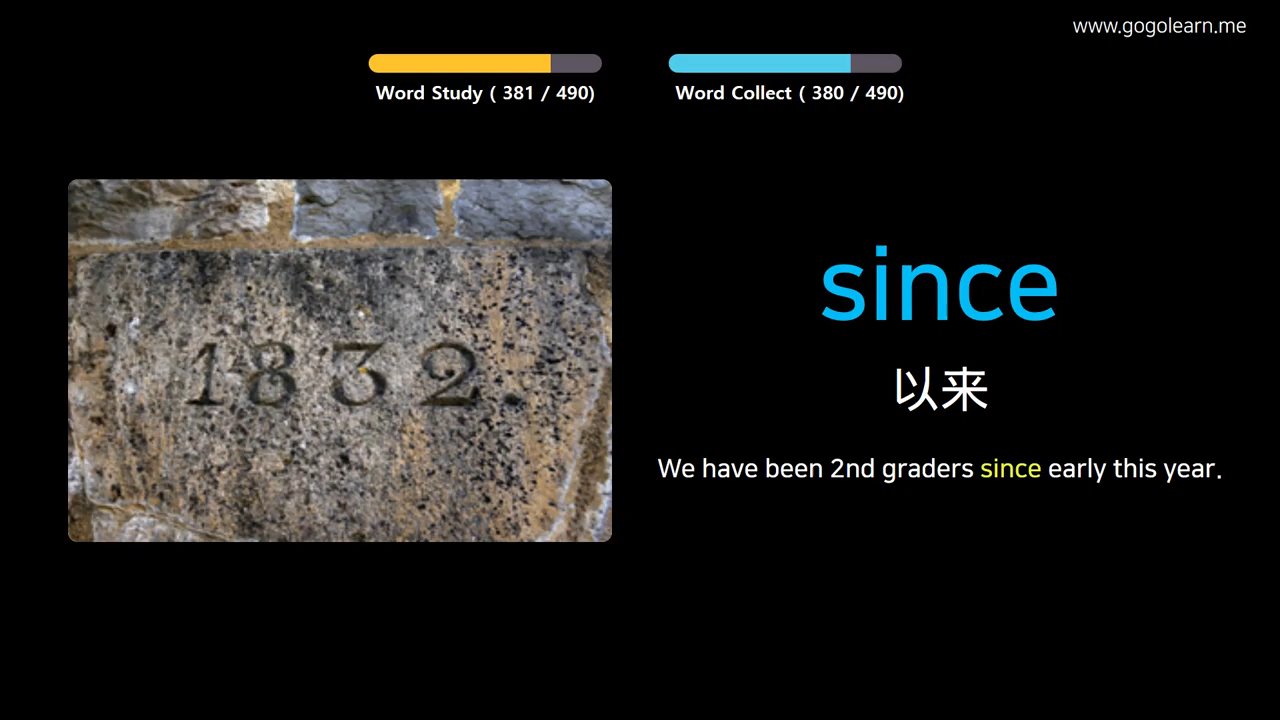 www.gogolearn.me
Word Study ( 381 / 490)
Word Collect ( 380 / 490)
1832.
since
以来
We have been 2nd graders since early this year.